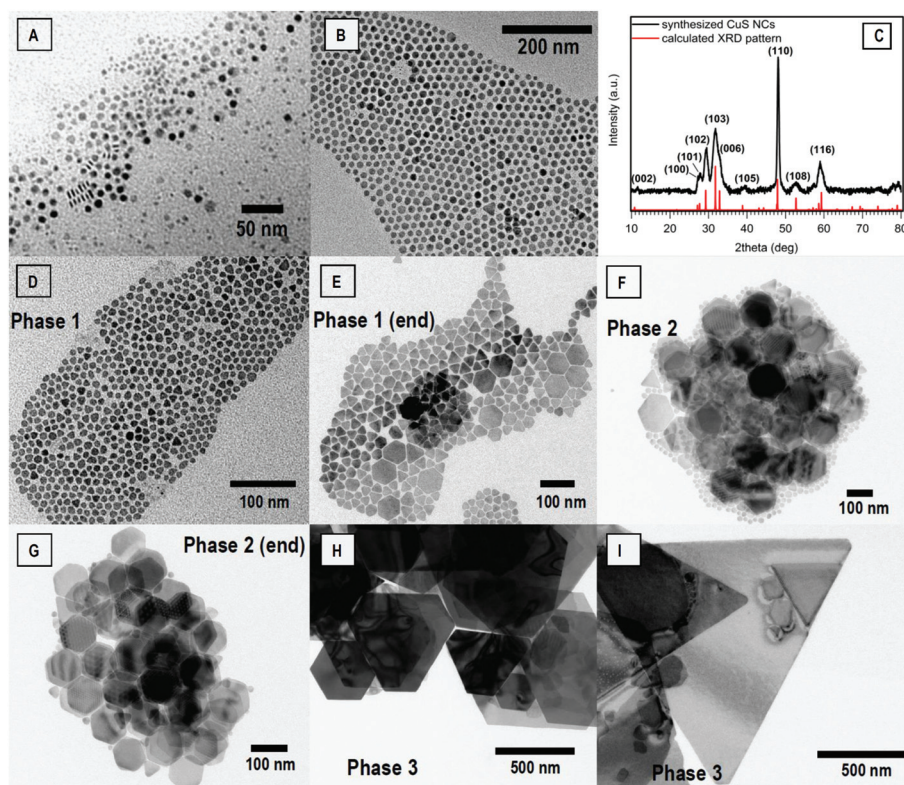 A
50 nm
B
200 nm
C
synthesized CuS NCs
calculated XRD pattern
Intensity (a.u.)
(002)
(100)
(101)
(102)
(103)
(006)
(105)
(110)
(108)
(116)
10 20 30 40 50 60 70 80
2theta (deg)
D
Phase 1
100 nm
E
Phase 1 (end)
100 nm
F
Phase 2
100 nm
G
Phase 2 (end)
100 nm
H
Phase 3
500 nm
I
Phase 3
500 nm